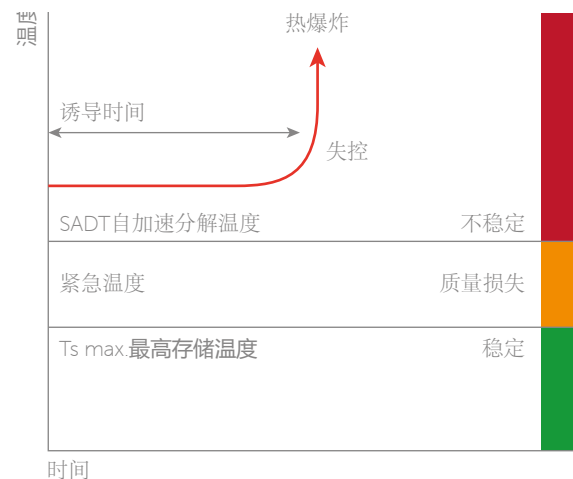 温度
热爆炸
诱导时间
失控
SADT自加速分解温度 不稳定
紧急温度 质量损失
Ts max.最高存储温度 稳定
时间